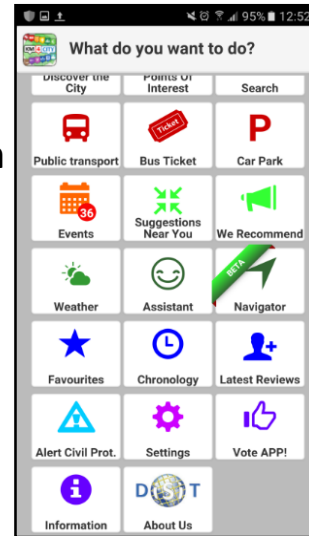 95% 12:52
What do you want to do?
Discover the City
Points Of Interest
Search
Public transport
Ticket
Bus Ticket
P
Car Park
36
Events
Suggestions Near You
We Recommend
Weather
Assistant
BETA
Navigator
Favourites
Chronology
Latest Reviews
Alert Civil Prot.
Settings
Vote APP!
Information
D S T
About Us